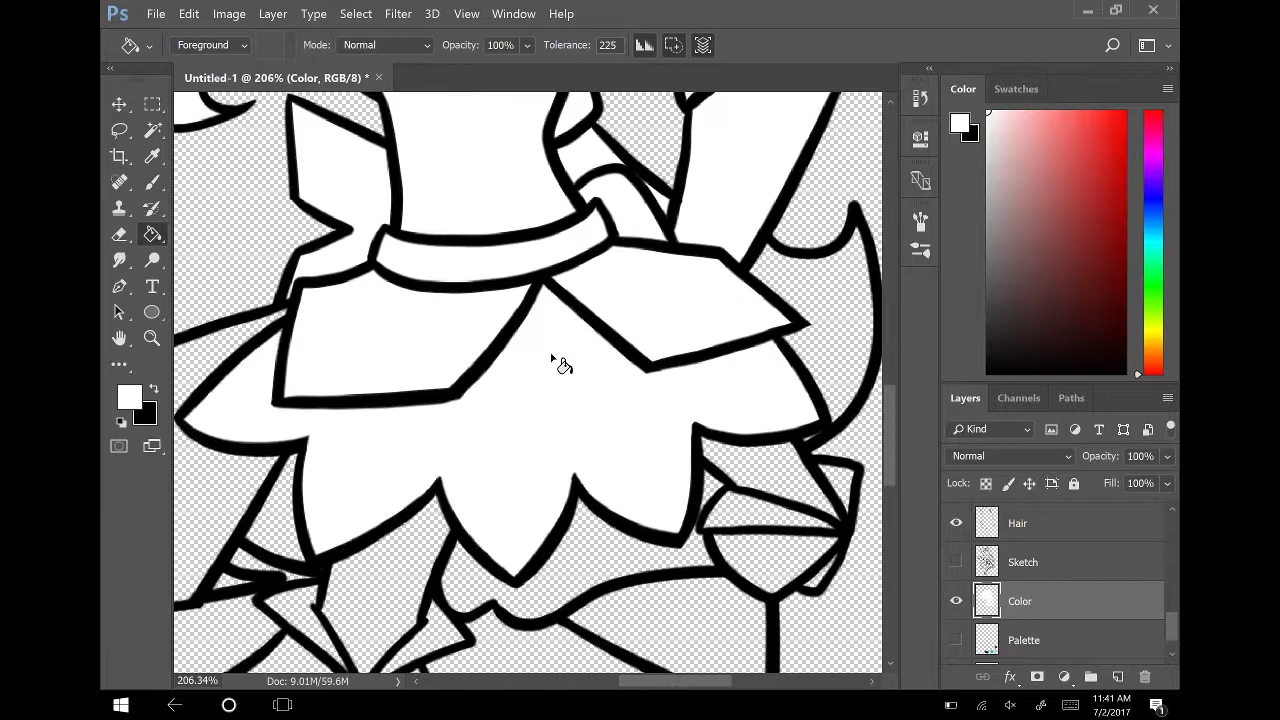 Ps File Edit Image Layer Type Select Filter 3D View Window Help
Foreground Mode: Normal Opacity: 100% Tolerance: 225
Untitled-1 @ 206% (Color, RGB/8) *
Color Swatches
Layers Channels Paths
Kind
Normal Opacity: 100%
Lock: Fill: 100%
Hair
Sketch
Color
Palette
fx
206.34% Doc: 9.01M/59.6M
11:41 AM
7/2/2017